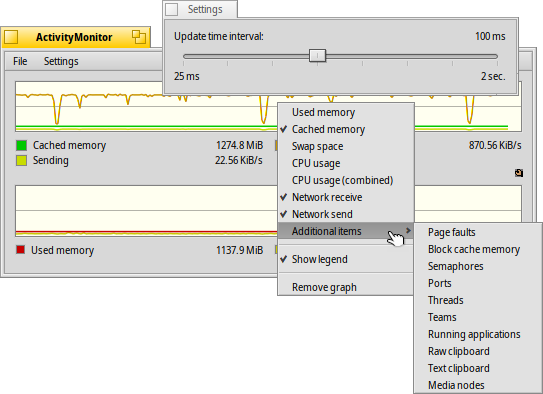 Settings
ActivityMonitor
Update time interval: 100 ms
25 ms 2 sec.
File Settings
Cached memory 1274.8 MiB 870.56 KiB/s
Sending 22.56 KiB/s
Used memory 1137.9 MiB
Used memory
Cached memory
Swap space
CPU usage
CPU usage (combined)
Network receive
Network send
Additional items
Show legend
Remove graph
Page faults
Block cache memory
Semaphores
Ports
Threads
Teams
Running applications
Raw clipboard
Text clipboard
Media nodes